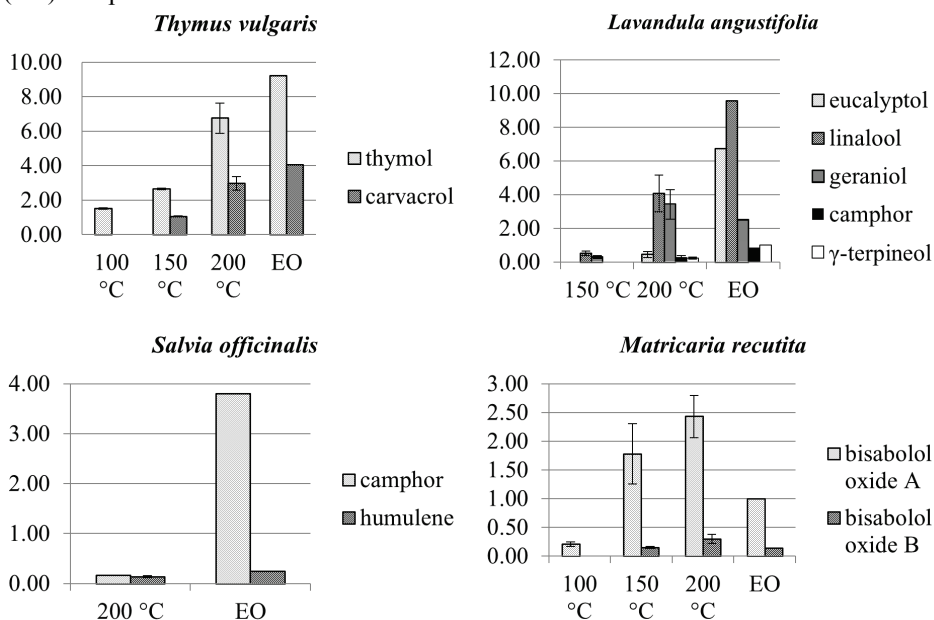 Thymus vulgaris
10.00
8.00
6.00
4.00
2.00
0.00
100 °C
150 °C
200 °C
EO
thymol
carvacrol
Lavandula angustifolia
12.00
10.00
8.00
6.00
4.00
2.00
0.00
150 °C 200 °C EO
eucalyptol
linalool
geraniol
camphor
γ-terpineol
Salvia officinalis
4.00
3.00
2.00
1.00
0.00
200 °C EO
camphor
humulene
Matricaria recutita
3.00
2.50
2.00
1.50
1.00
0.50
0.00
100 °C
150 °C
200 °C
EO
bisabolol
oxide A
bisabolol
oxide B